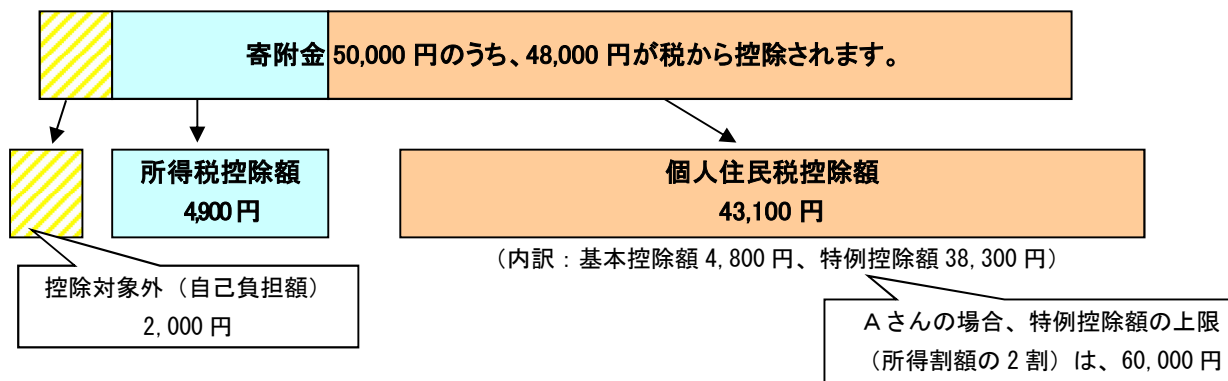 寄附金 50,000 円のうち、48,000 円が税から控除されます。
所得税控除額
4,900 円
個人住民税控除額
43,100 円
（内訳：基本控除額 4,800 円、特例控除額 38,300 円）
控除対象外（自己負担額）
2,000 円
Ａさんの場合、特例控除額の上限
（所得割額の 2 割）は、60,000 円